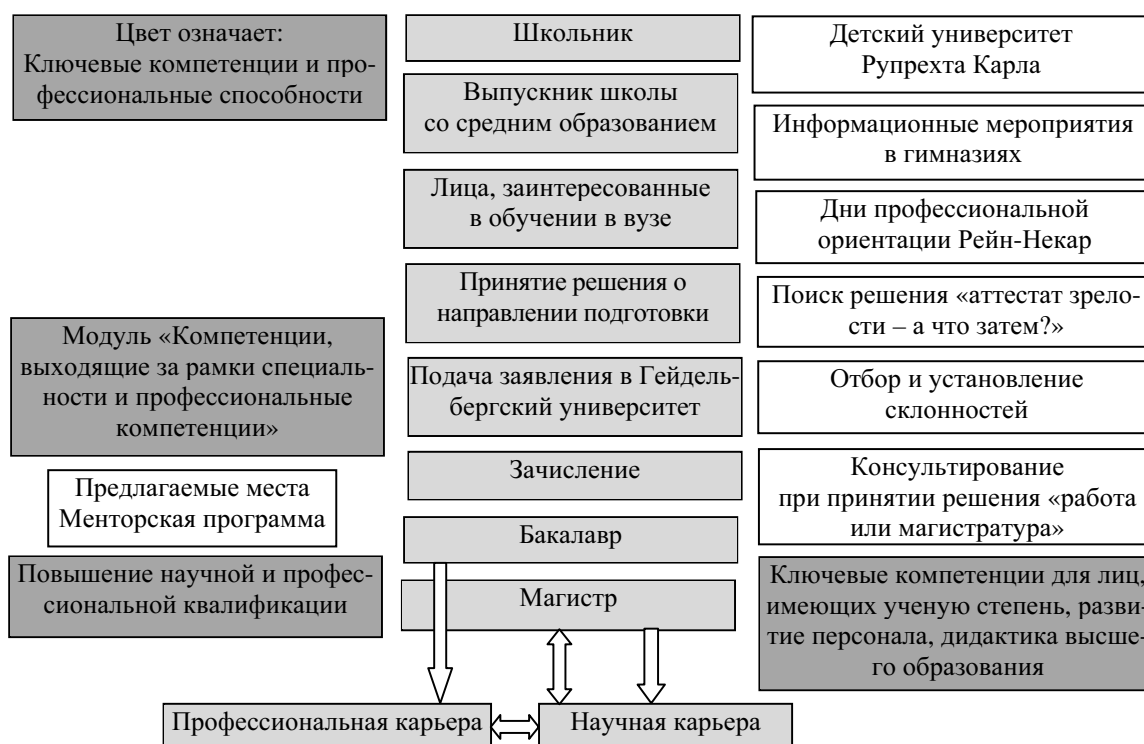 Цвет означает:
Ключевые компетенции и про-
фессиональные способности
Модуль «Компетенции,
выходящие за рамки специаль-
ности и профессиональные
компетенции»
Предлагаемые места
Менторская программа
Повышение научной и профес-
сиональной квалификации
Школьник
Выпускник школы
со средним образованием
Лица, заинтересованные
в обучении в вузе
Принятие решения о
направлении подготовки
Подача заявления в Гейдель-
бергский университет
Зачисление
Бакалавр
Магистр
Детский университет
Рупрехта Карла
Информационные мероприятия
в гимназиях
Дни профессиональной
ориентации Рейн-Некар
Поиск решения «аттестат зрело-
сти – а что затем?»
Отбор и установление
склонностей
Консультирование
при принятии решения «работа
или магистратура»
Ключевые компетенции для лиц,
имеющих ученую степень, разви-
тие персонала, дидактика высше-
го образования
Профессиональная карьера
Научная карьера